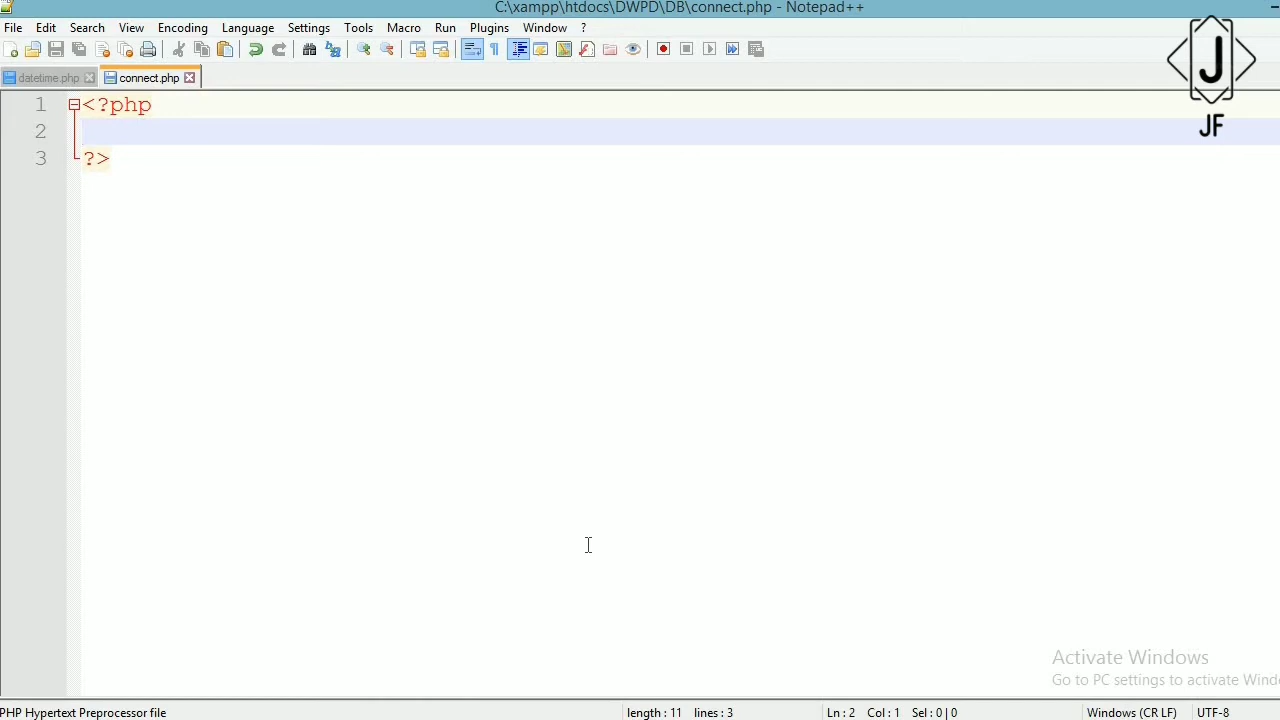 C:\xampp\htdocs\DWPD\DB\connect.php - Notepad++
File Edit Search View Encoding Language Settings Tools Macro Run Plugins Window ?
datetime.php connect.php
J
JF
1 <?php
2
3 ?>
Activate Windows
Go to PC settings to activate Wind
PHP Hypertext Preprocessor file length : 11 lines : 3 Ln : 2 Col : 1 Sel : 0 | 0 Windows (CR LF) UTF-8